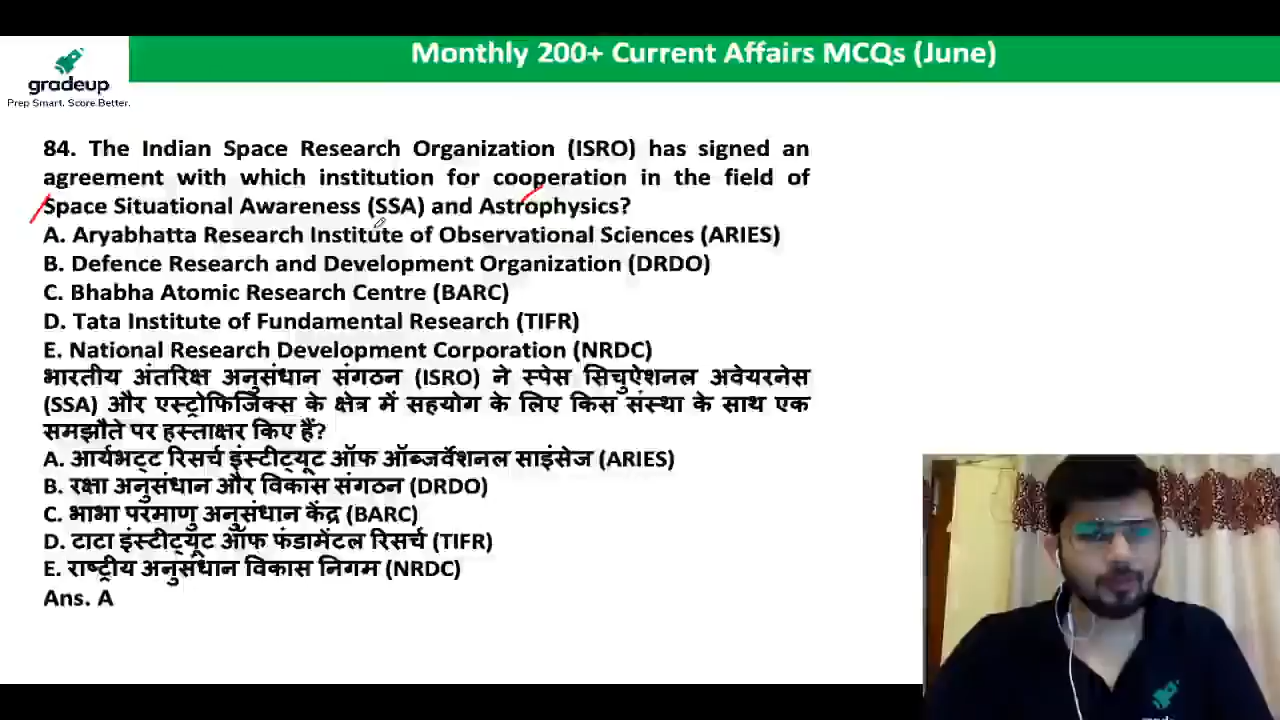 Monthly 200+ Current Affairs MCQs (June)
gradeup
Prep Smart. Score Better.
84. The Indian Space Research Organization (ISRO) has signed an
agreement with which institution for cooperation in the field of
Space Situational Awareness (SSA) and Astrophysics?
A. Aryabhatta Research Institute of Observational Sciences (ARIES)
B. Defence Research and Development Organization (DRDO)
C. Bhabha Atomic Research Centre (BARC)
D. Tata Institute of Fundamental Research (TIFR)
E. National Research Development Corporation (NRDC)
भारतीय अंतरिक्ष अनुसंधान संगठन (ISRO) ने स्पेस सिचुऐशनल अवेयरनेस
(SSA) और एस्ट्रोफिजिक्स के क्षेत्र में सहयोग के लिए किस संस्था के साथ एक
समझौते पर हस्ताक्षर किए हैं?
A. आर्यभट्ट रिसर्च इंस्टीट्यूट ऑफ ऑब्जर्वेशनल साइंसेज (ARIES)
B. रक्षा अनुसंधान और विकास संगठन (DRDO)
C. भाभा परमाणु अनुसंधान केंद्र (BARC)
D. टाटा इंस्टीट्यूट ऑफ फंडामेंटल रिसर्च (TIFR)
E. राष्ट्रीय अनुसंधान विकास निगम (NRDC)
Ans. A